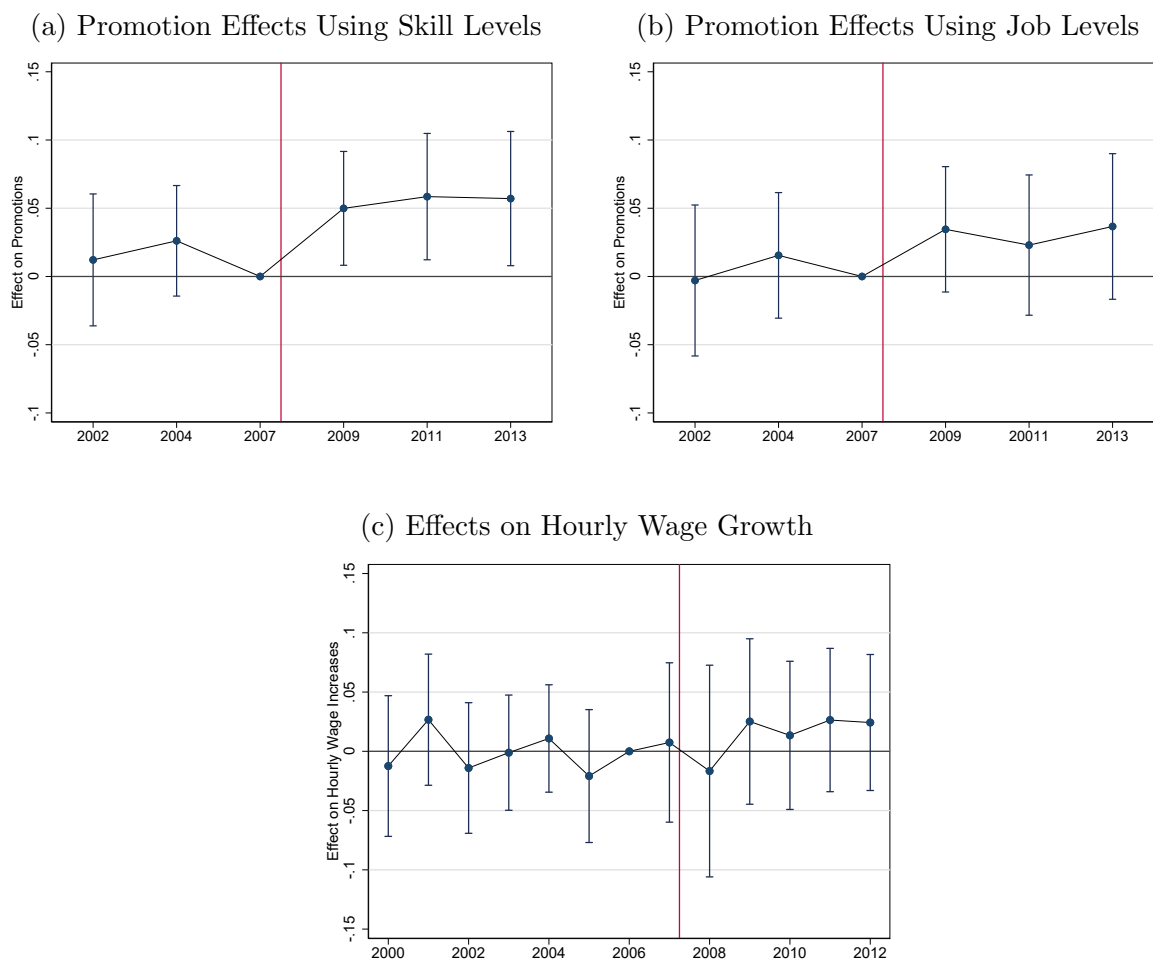 (a) Promotion Effects Using Skill Levels
Effect on Promotions
.15
.1
.05
0
-.05
-.1
2002 2004 2007 2009 2011 2013
(b) Promotion Effects Using Job Levels
Effect on Promotions
.15
.1
.05
0
-.05
-.1
2002 2004 2007 2009 20011 2013
(c) Effects on Hourly Wage Growth
Effect on Hourly Wage Increases
.15
.1
.05
0
-.05
-.1
-.15
2000 2002 2004 2006 2008 2010 2012